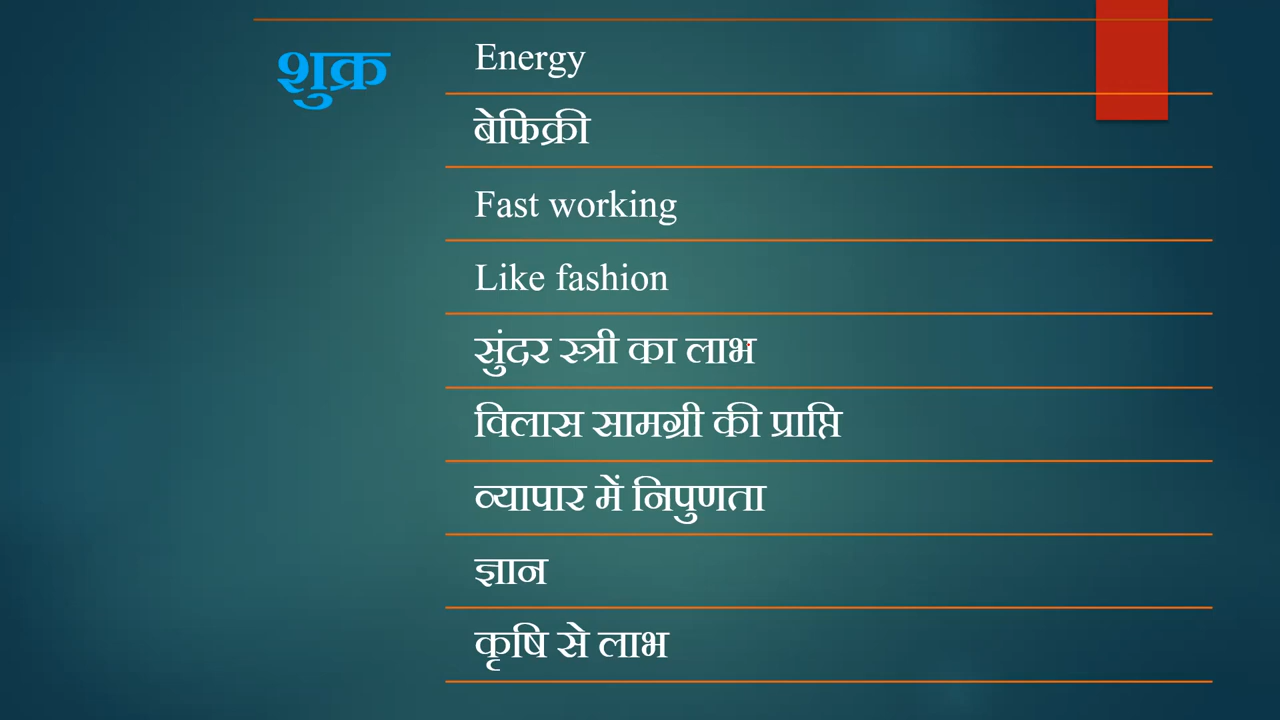 शुक्र
Energy
बेफिक्री
Fast working
Like fashion
सुंदर स्त्री का लाभ
विलास सामग्री की प्राप्ति
व्यापार में निपुणता
ज्ञान
कृषि से लाभ